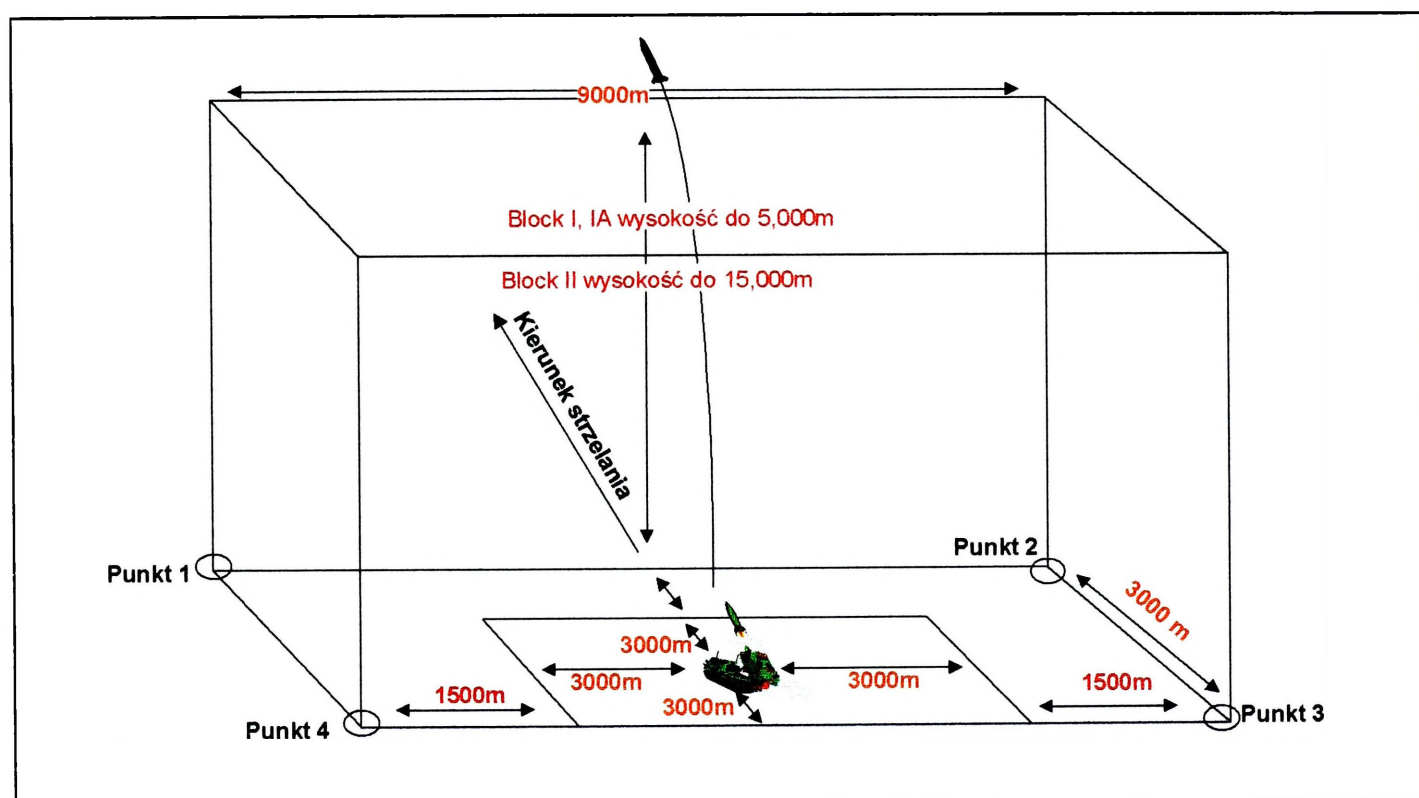 9000m
Block I, IA wysokość do 5,000m
Block II wysokość do 15,000m
Kierunek strzelania
Punkt 1
Punkt 2
3000 m
3000m
3000m
3000m
1500m
3000m
1500m
Punkt 4
Punkt 3